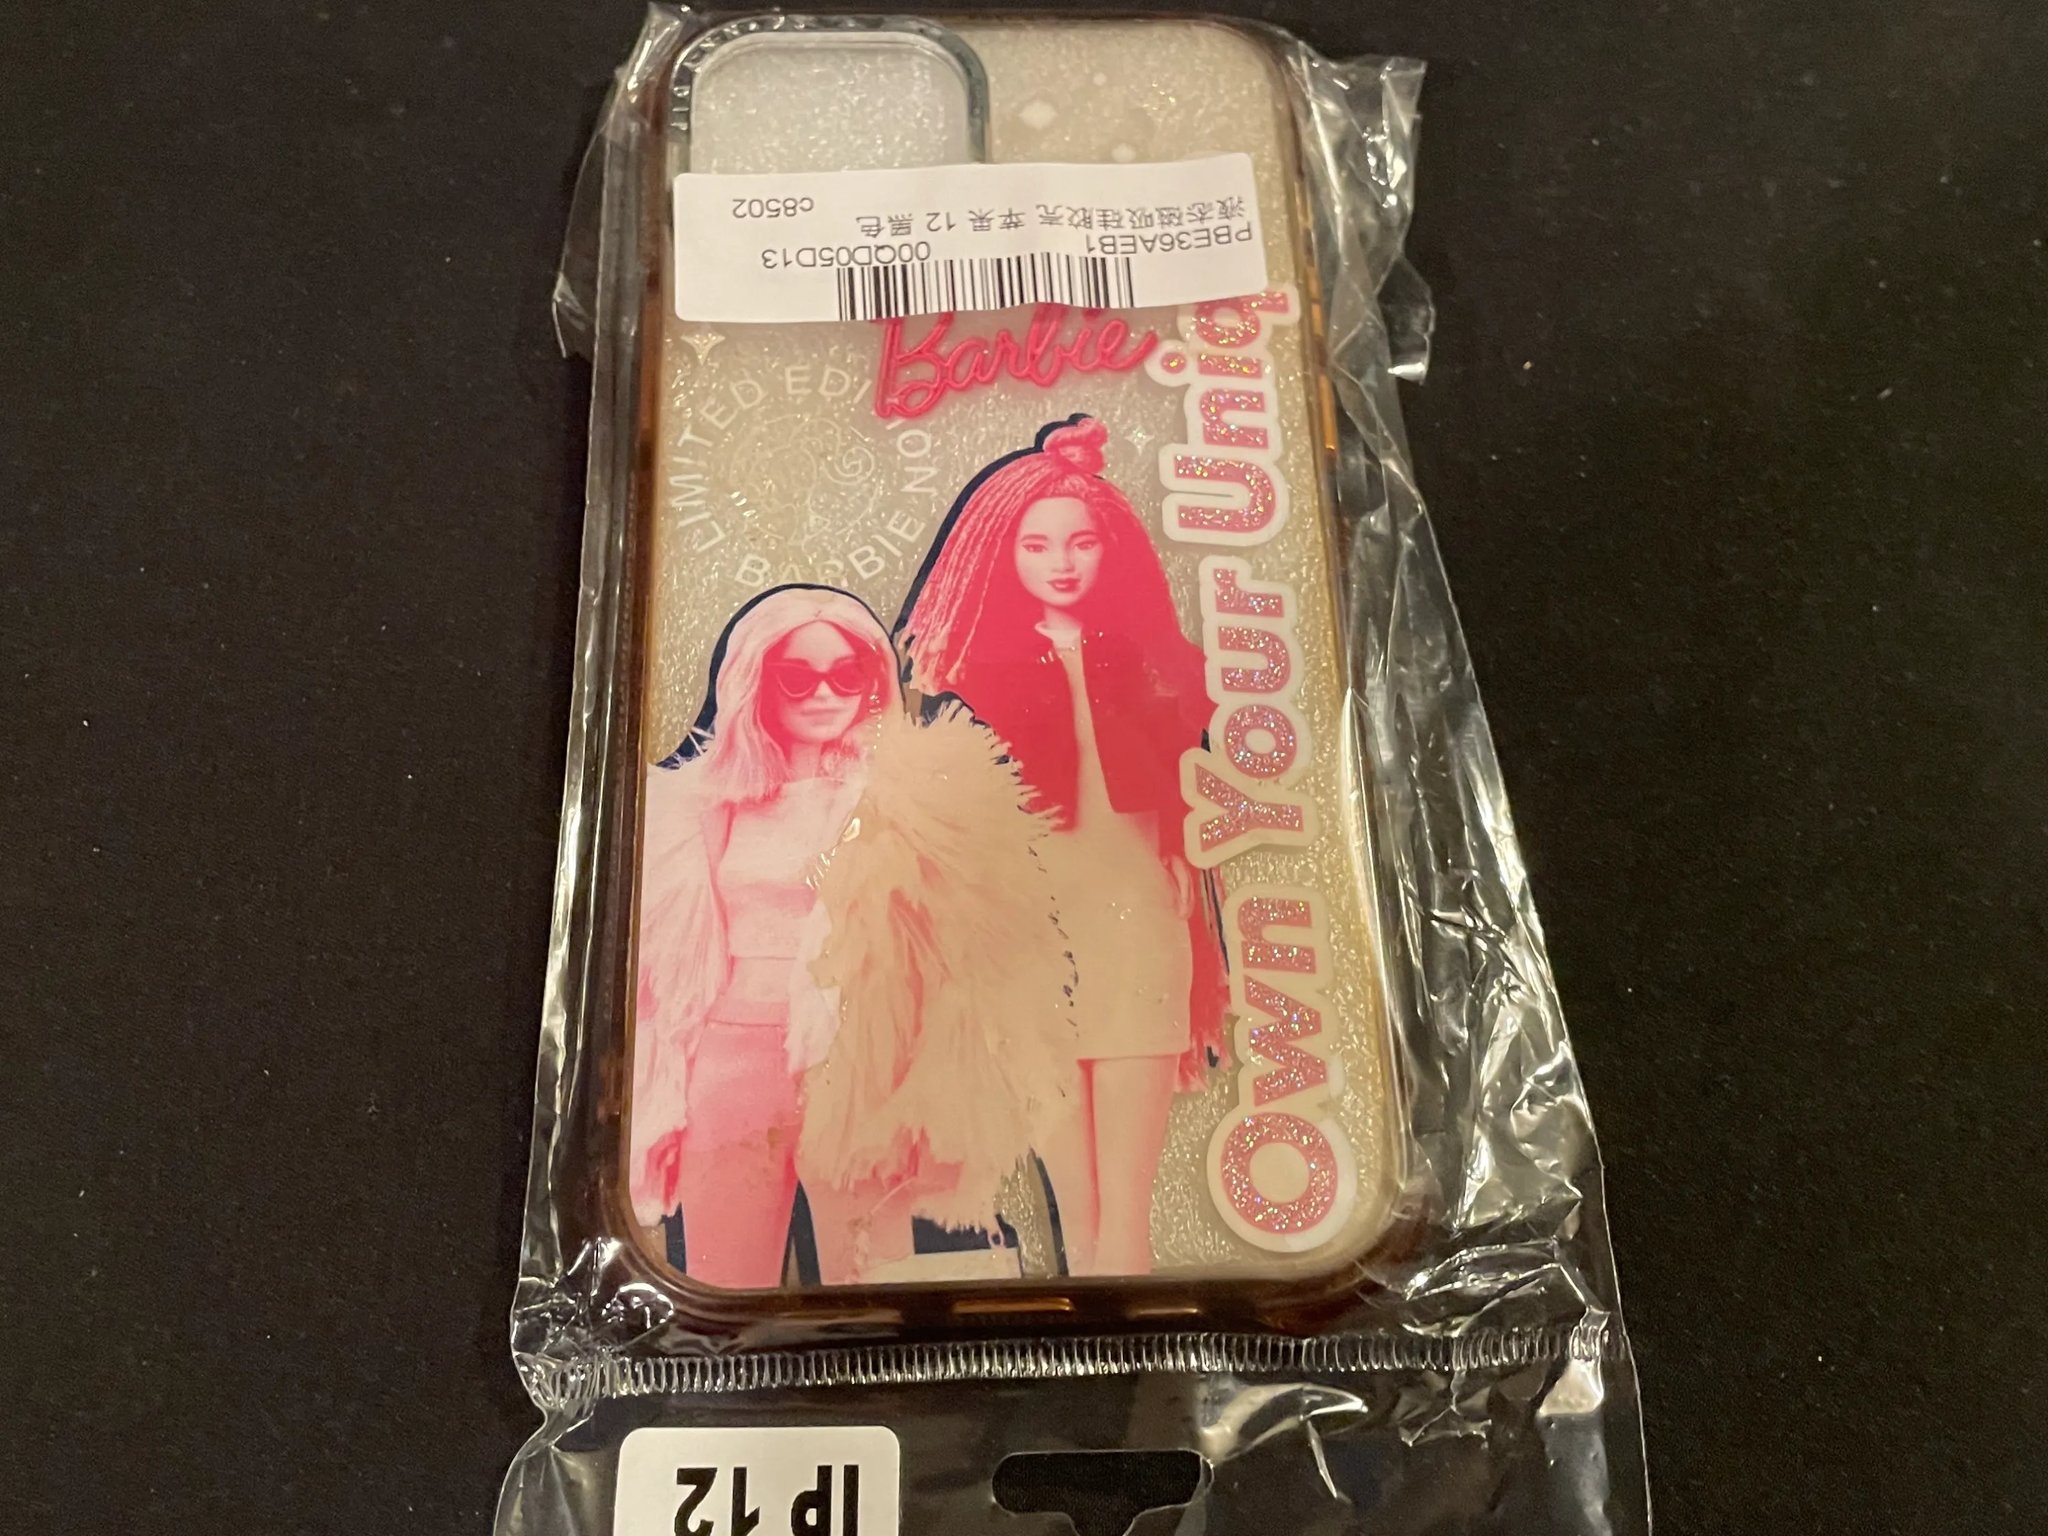 PBE36AEB1 00QD05D13
液态磁吸硅胶壳 苹果 12 黑色
c8502
Barbie
LIMITED EDI
BARBIE NO
Own Your Uniq
IP 12